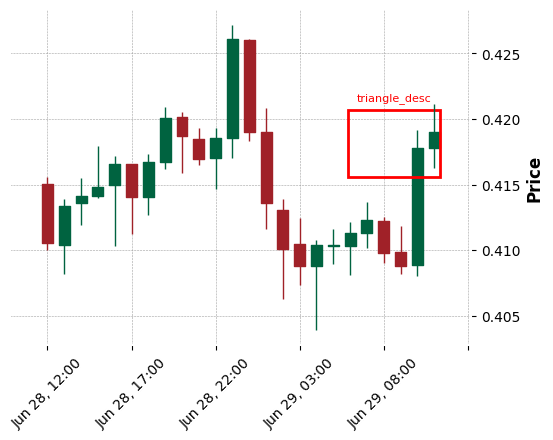 triangle_desc
0.425
0.420
0.415
0.410
0.405
Price
Jun 28, 12:00
Jun 28, 17:00
Jun 28, 22:00
Jun 29, 03:00
Jun 29, 08:00